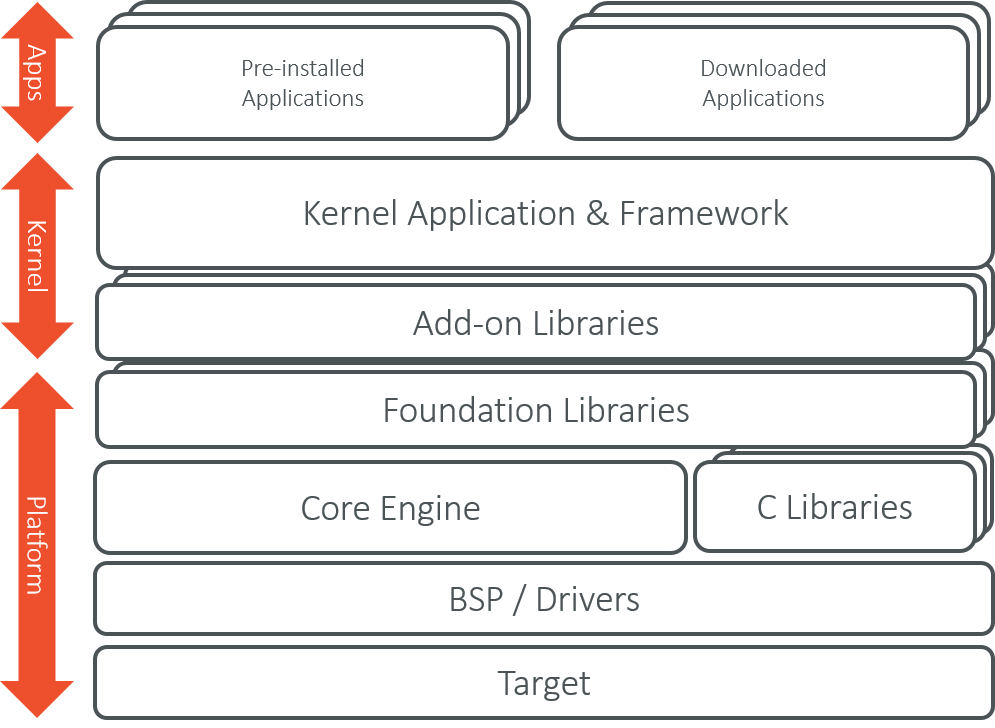 Apps
Pre-installed
Applications
Downloaded
Applications
Kernel
Kernel Application & Framework
Add-on Libraries
Platform
Foundation Libraries
Core Engine
C Libraries
BSP / Drivers
Target